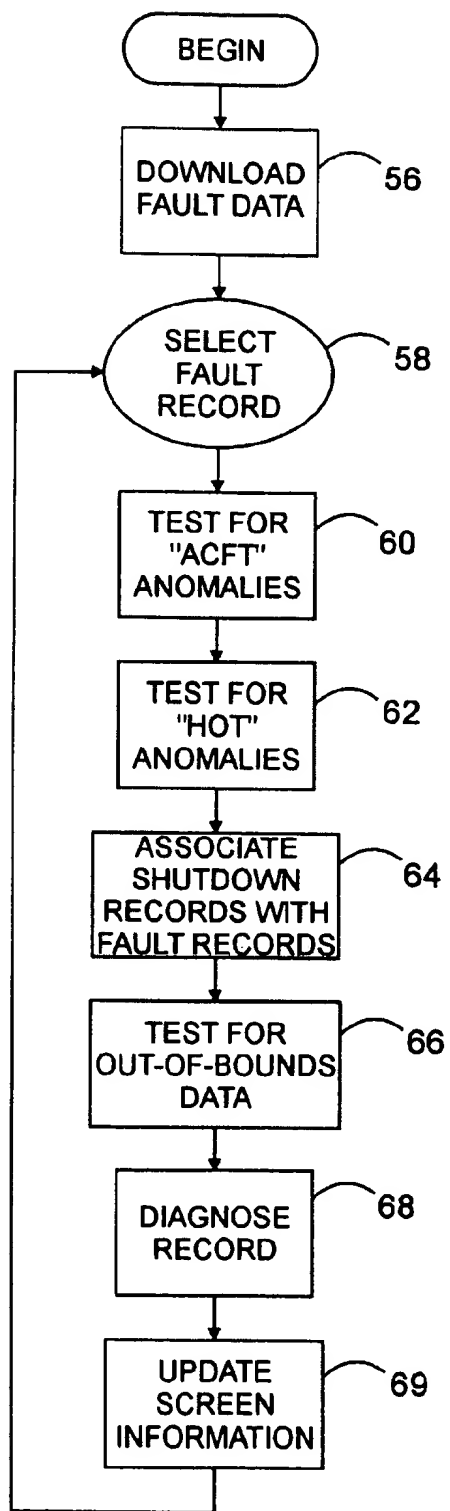 BEGIN
DOWNLOAD
FAULT DATA
56
SELECT
FAULT
RECORD
58
TEST FOR
"ACFT"
ANOMALIES
60
TEST FOR
"HOT"
ANOMALIES
62
ASSOCIATE
SHUTDOWN
RECORDS WITH
FAULT RECORDS
64
TEST FOR
OUT-OF-BOUNDS
DATA
66
DIAGNOSE
RECORD
68
UPDATE
SCREEN
INFORMATION
69